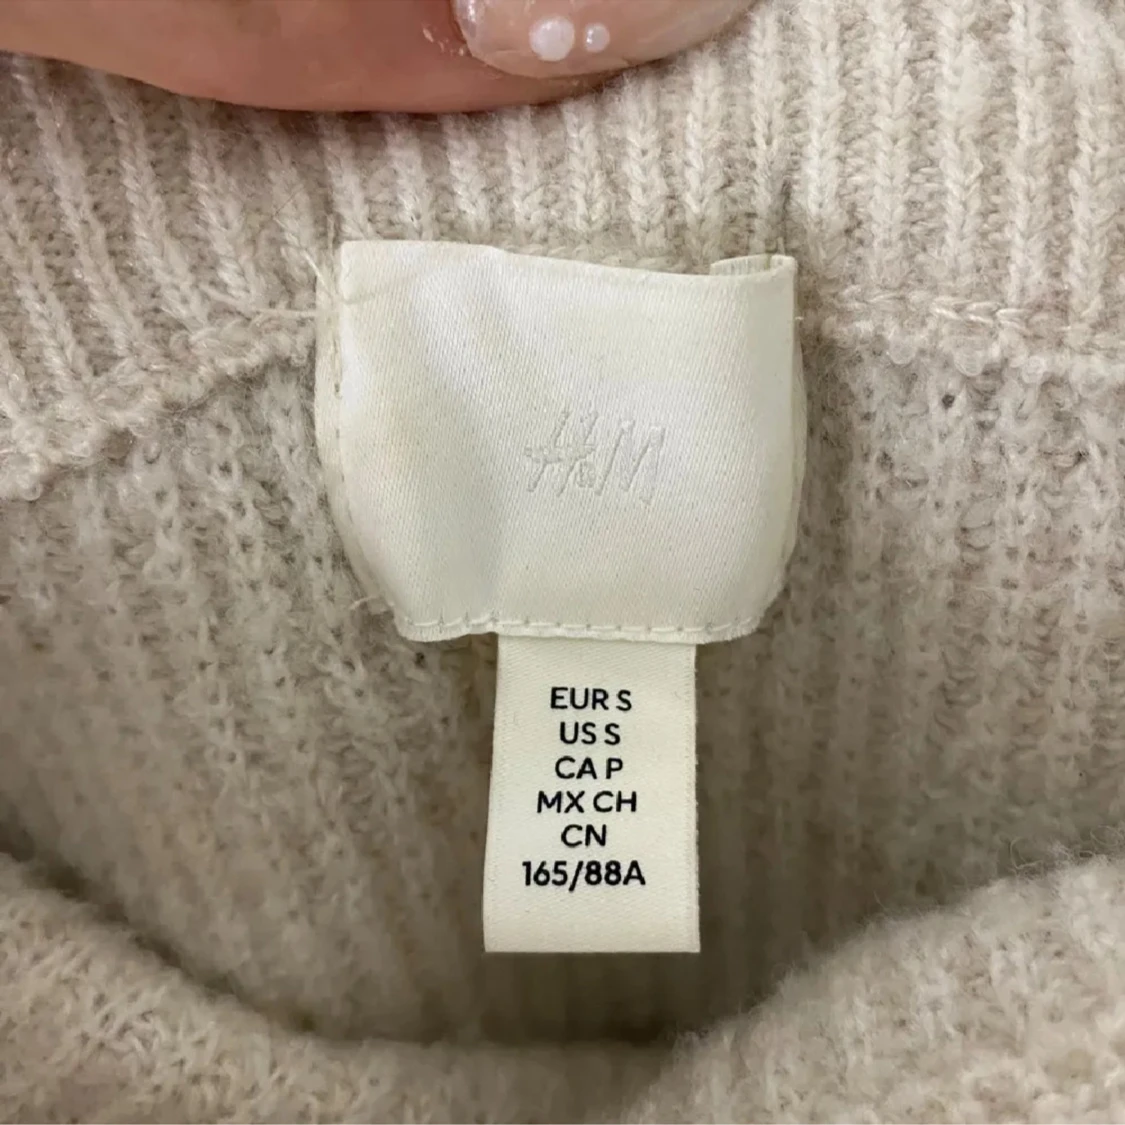 H&M
EUR S
US S
CA P
MX CH
CN
165/88A